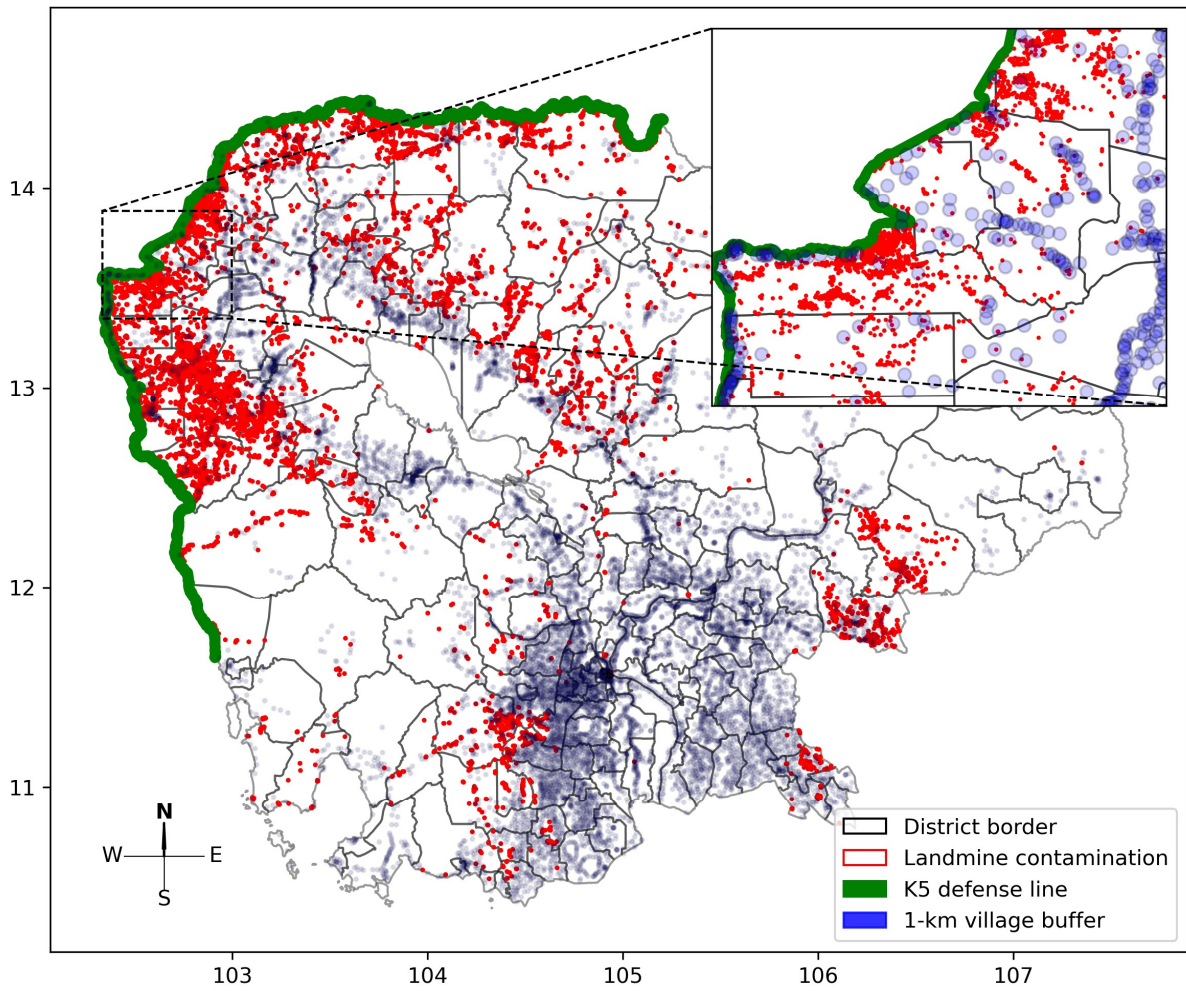 14
13
12
11
N
W E
S
District border
Landmine contamination
K5 defense line
1-km village buffer
103 104 105 106 107